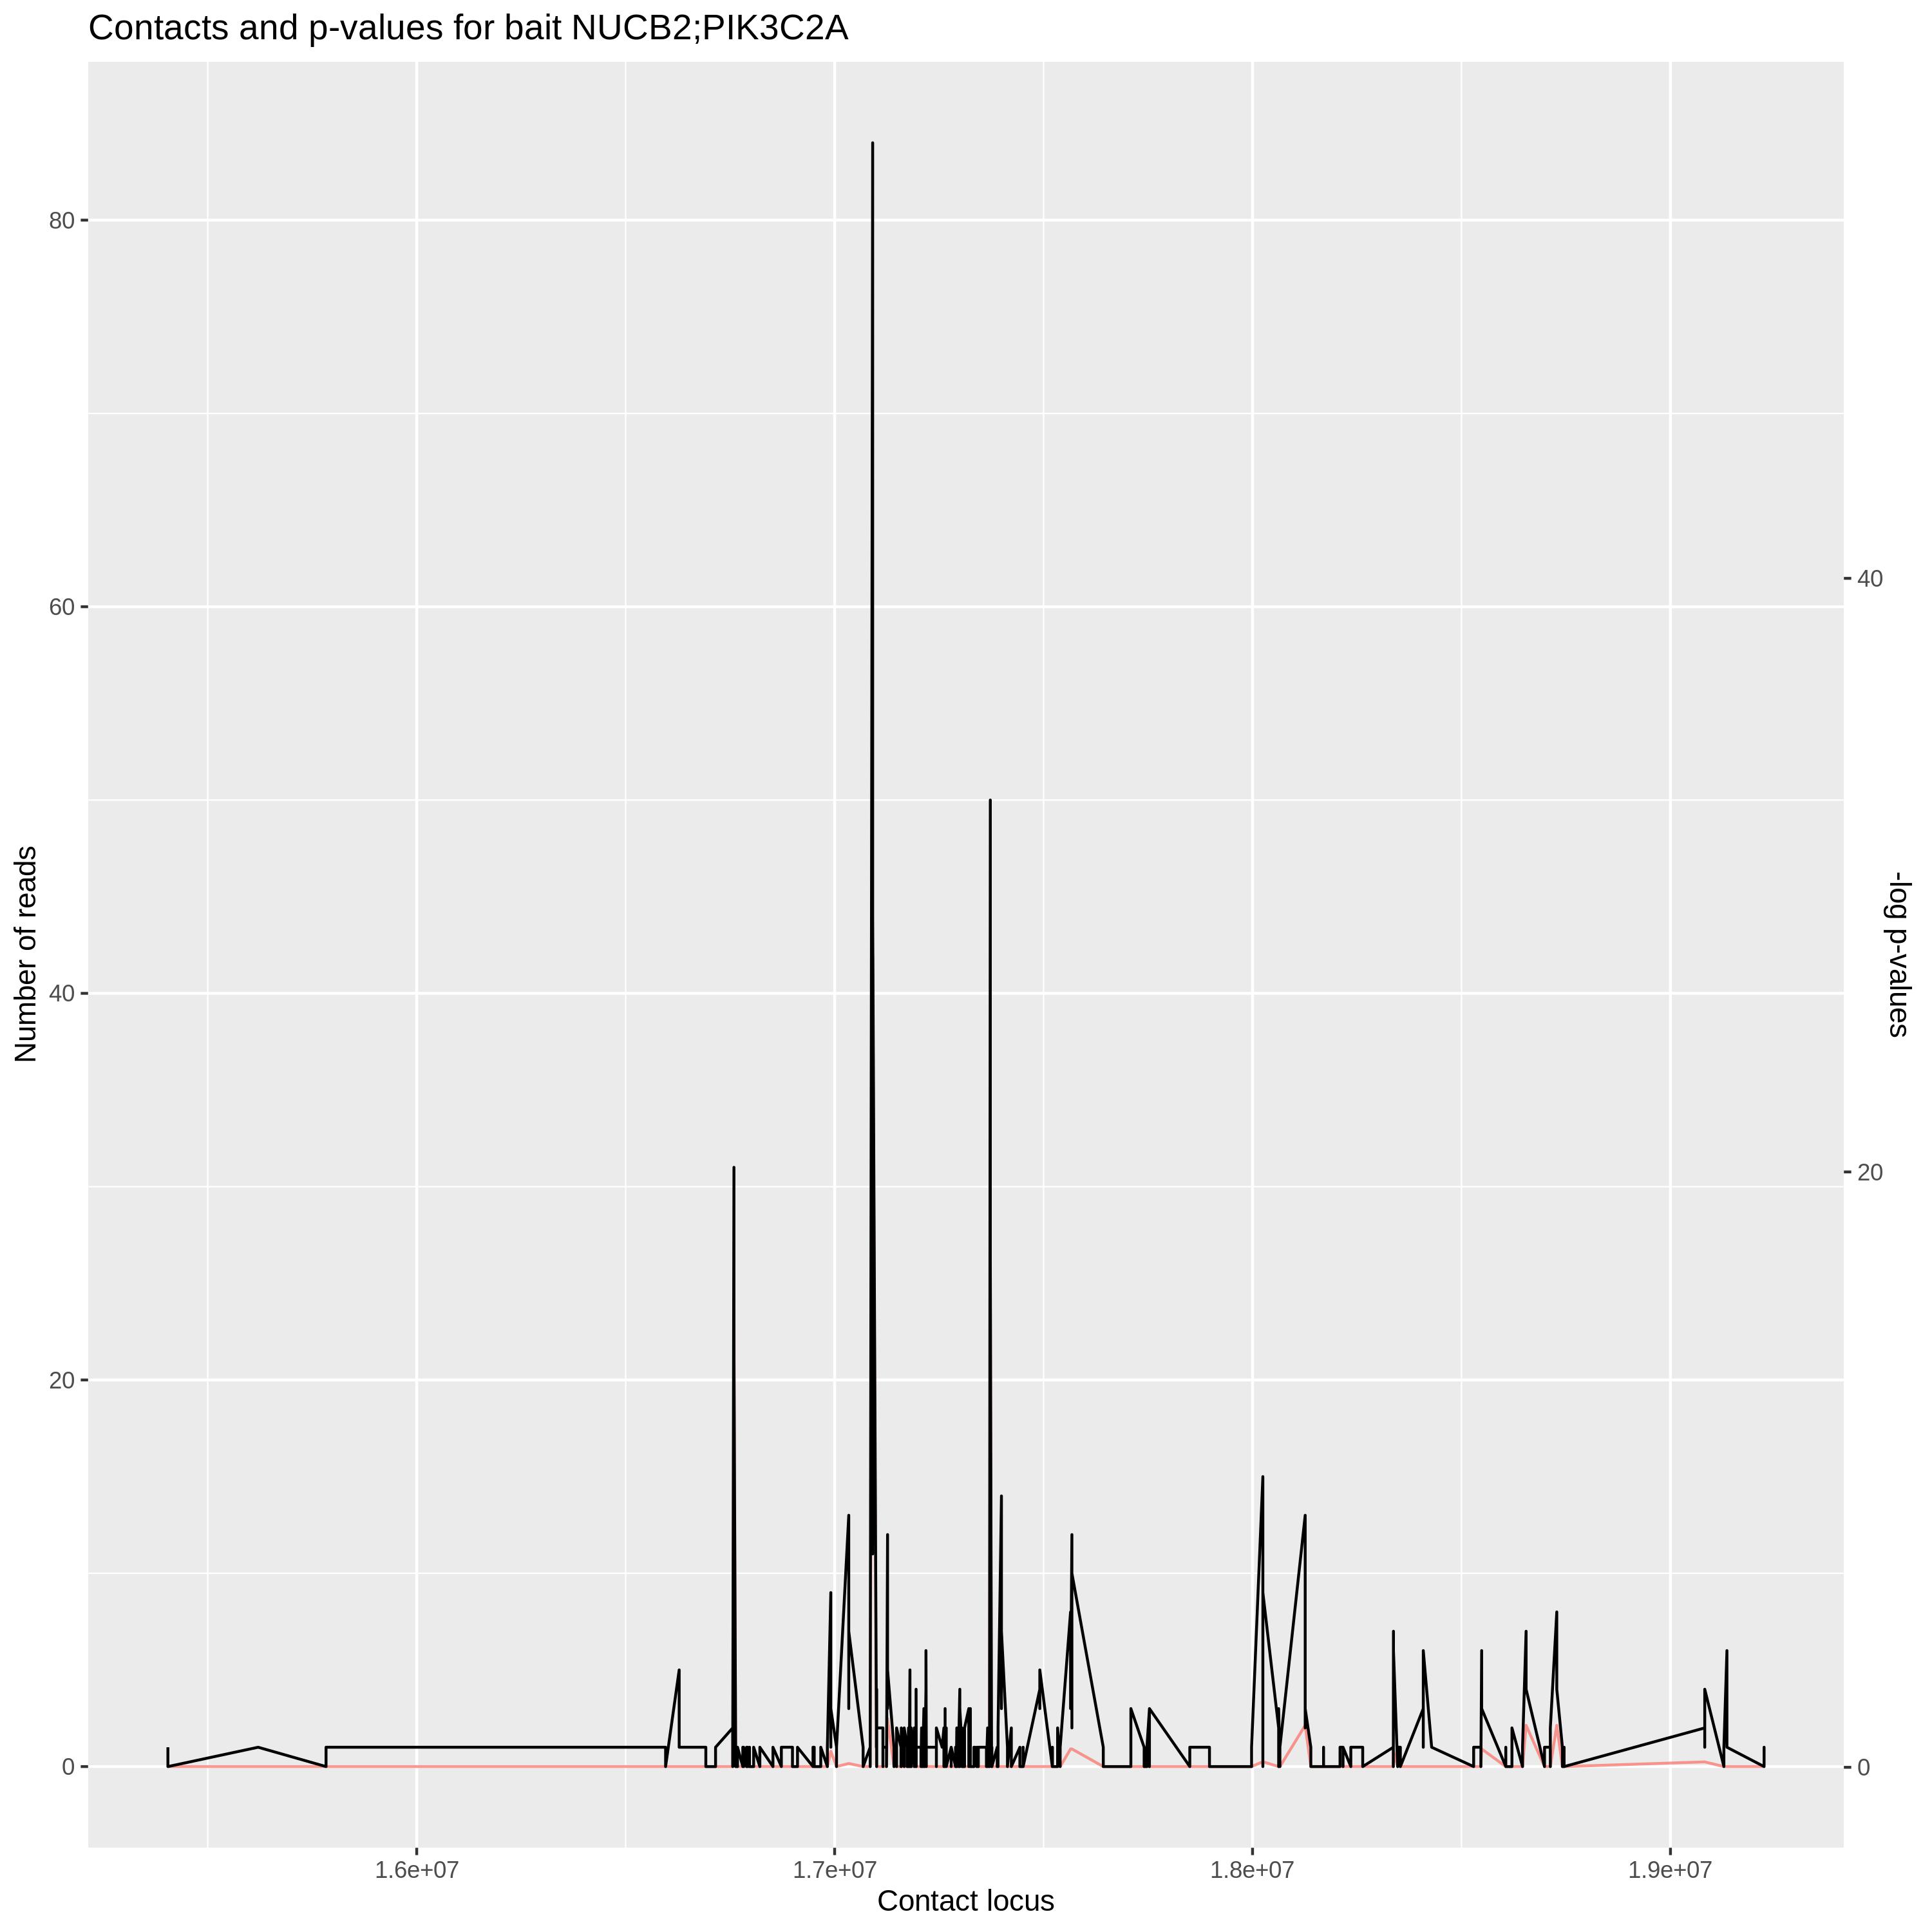 Contacts and p-values for bait NUCB2;PIK3C2A
80
60
40
20
0
Number of reads
40
20
0
-log p-values
1.6e+07
1.7e+07
1.8e+07
1.9e+07
Contact locus